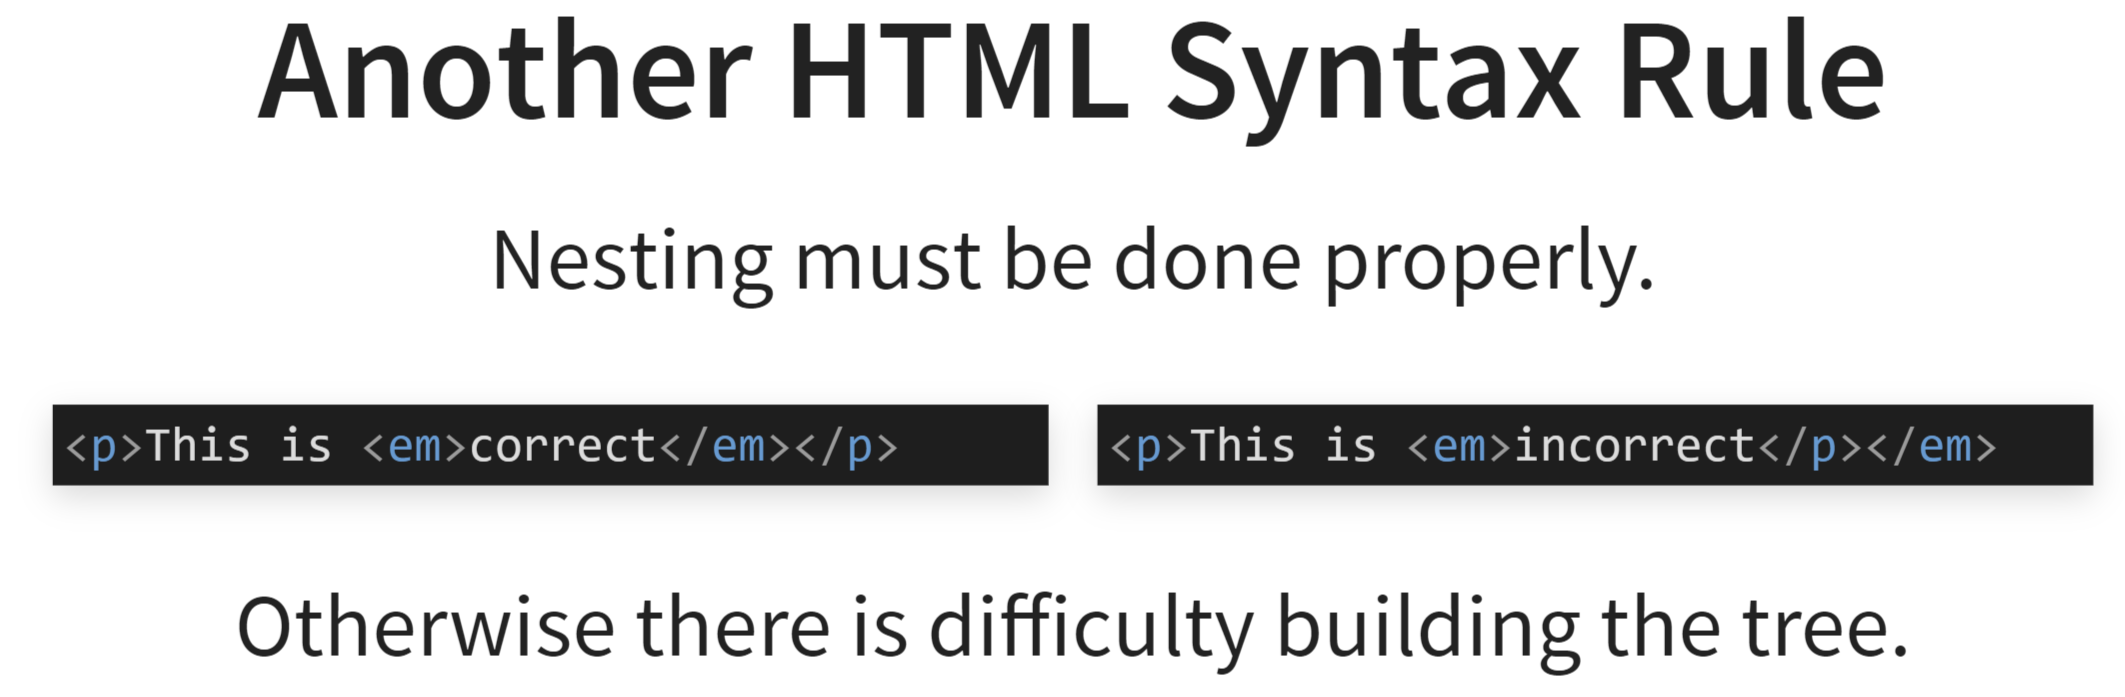 Another HTML Syntax Rule
Nesting must be done properly.
<p>This is <em>correct</em></p>
<p>This is <em>incorrect</p></em>
Otherwise there is difficulty building the tree.